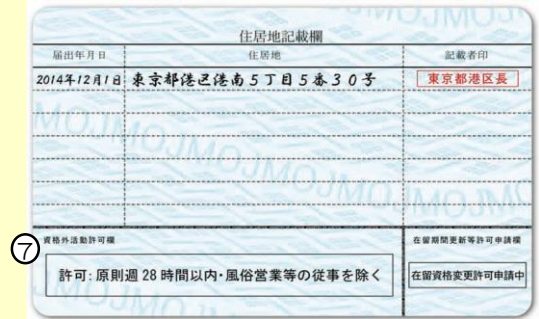 住居地記載欄
届出年月日 住居地 記載者印
2014年12月1日 東京都港区港南5丁目5番30号 東京都港区長
⑦
資格外活動許可欄 在留期間更新等許可申請欄
許可:原則週28時間以内・風俗営業等の従事を除く 在留資格変更許可申請中
MOJMOJMOJMOJMOJMOJM